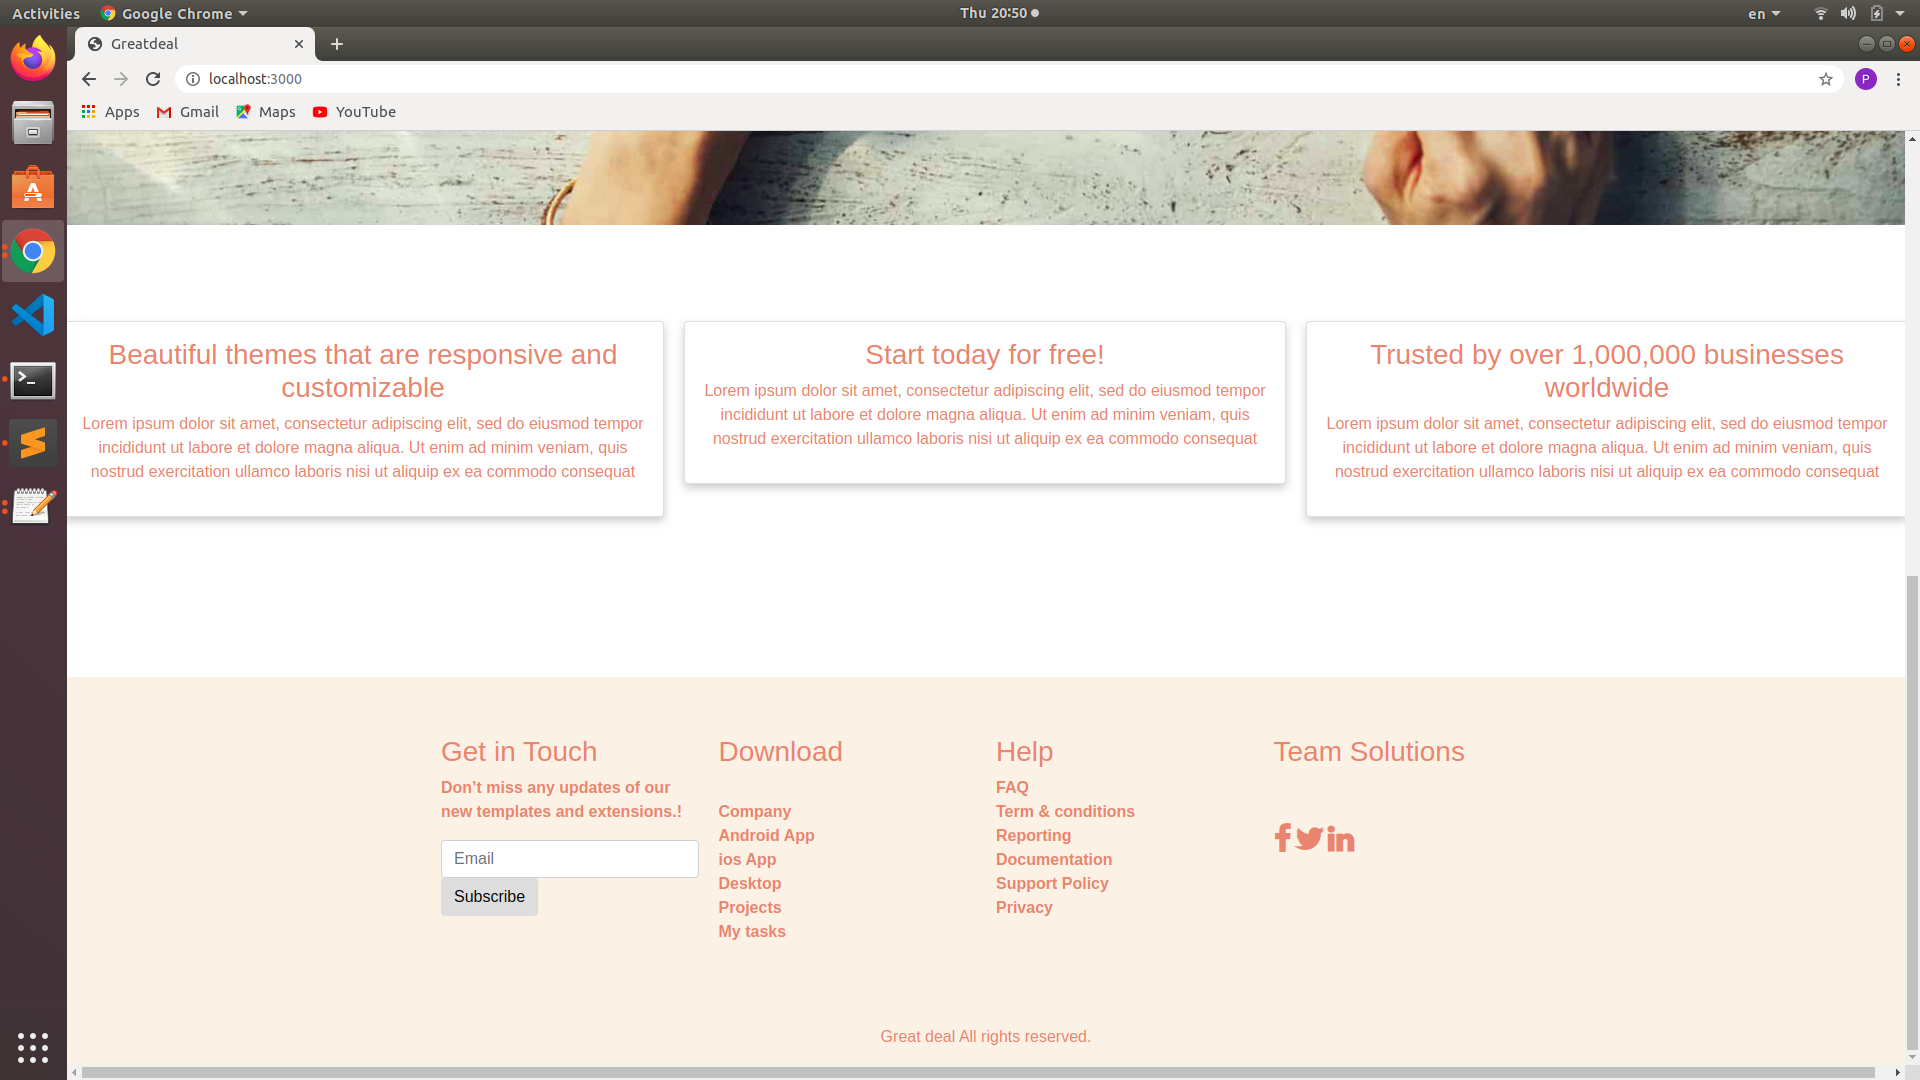 Activities
Google Chrome
Thu 20:50
en
Greatdeal
localhost:3000
P
Apps
Gmail
Maps
YouTube
Beautiful themes that are responsive and
customizable
Lorem ipsum dolor sit amet, consectetur adipiscing elit, sed do eiusmod tempor
incididunt ut labore et dolore magna aliqua. Ut enim ad minim veniam, quis
nostrud exercitation ullamco laboris nisi ut aliquip ex ea commodo consequat
Start today for free!
Lorem ipsum dolor sit amet, consectetur adipiscing elit, sed do eiusmod tempor
incididunt ut labore et dolore magna aliqua. Ut enim ad minim veniam, quis
nostrud exercitation ullamco laboris nisi ut aliquip ex ea commodo consequat
Trusted by over 1,000,000 businesses
worldwide
Lorem ipsum dolor sit amet, consectetur adipiscing elit, sed do eiusmod tempor
incididunt ut labore et dolore magna aliqua. Ut enim ad minim veniam, quis
nostrud exercitation ullamco laboris nisi ut aliquip ex ea commodo consequat
Get in Touch
Don’t miss any updates of our
new templates and extensions.!
Email
Subscribe
Download
Company
Android App
ios App
Desktop
Projects
My tasks
Help
FAQ
Term & conditions
Reporting
Documentation
Support Policy
Privacy
Team Solutions
Great deal All rights reserved.